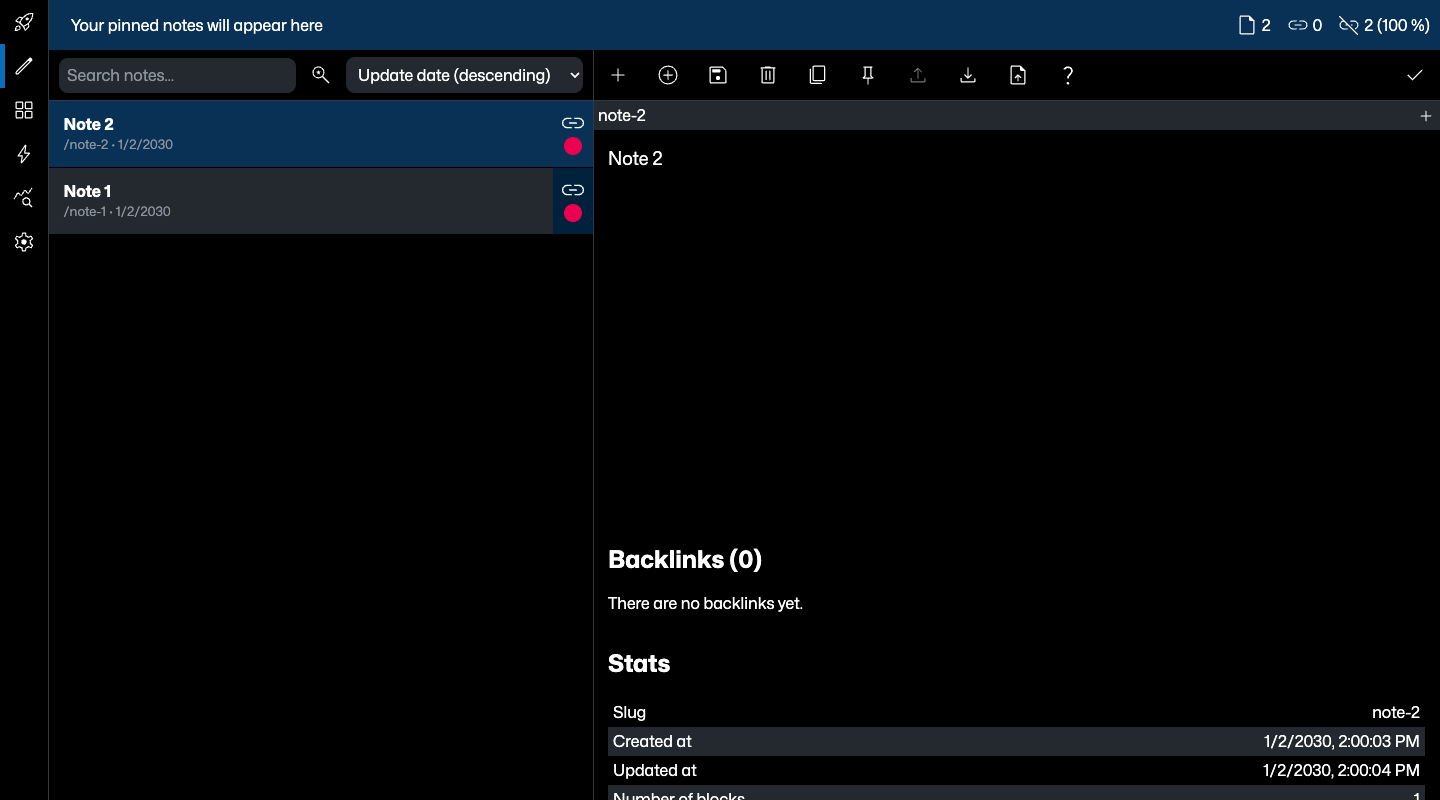 Your pinned notes will appear here
2
0
2 (100 %)
Search notes...
Update date (descending)
Note 2
/note-2 · 1/2/2030
Note 1
/note-1 · 1/2/2030
note-2
Note 2
Backlinks (0)
There are no backlinks yet.
Stats
Slug note-2
Created at 1/2/2030, 2:00:03 PM
Updated at 1/2/2030, 2:00:04 PM
Number of blocks 1